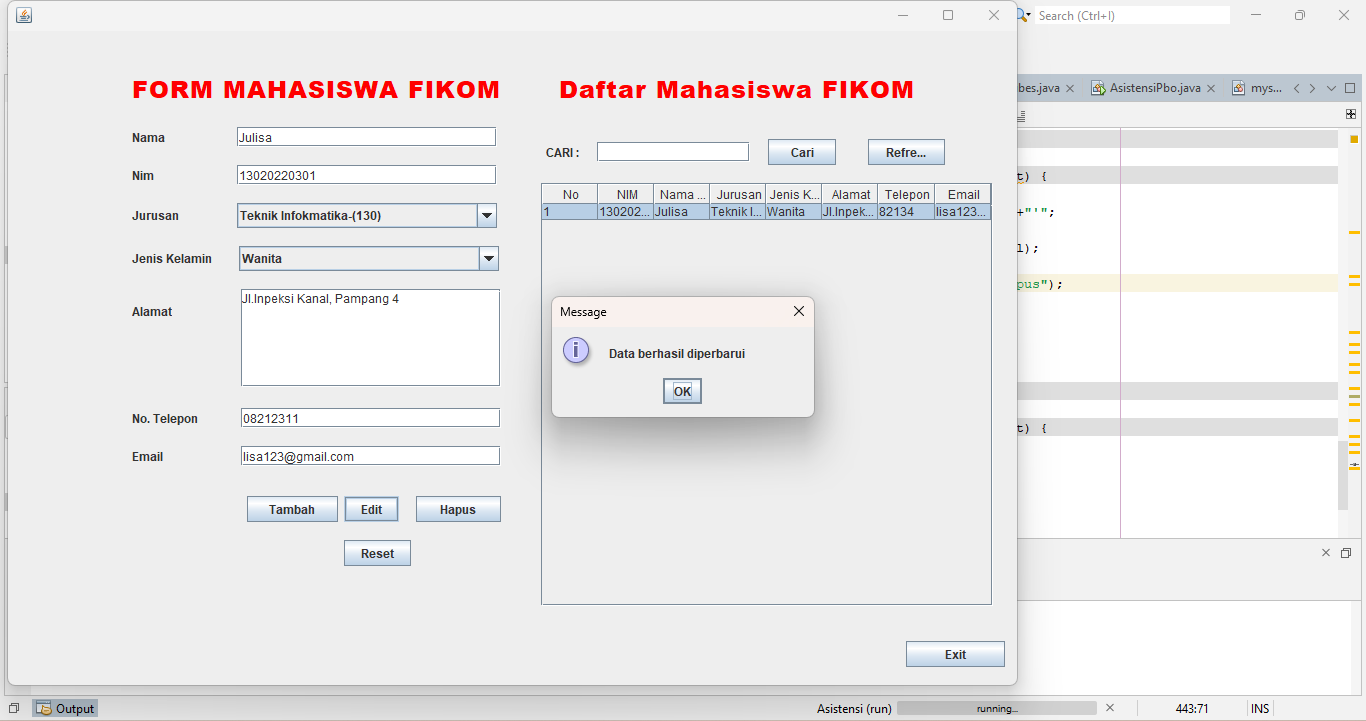 Search (Ctrl+I)
FORM MAHASISWA FIKOM
Daftar Mahasiswa FIKOM
bes.java
AsistensiPbo.java
mys...
Nama
Julisa
CARI :
Cari
Refre...
Nim
13020220301
t) {
No NIM Nama ... Jurusan Jenis K... Alamat Telepon Email
1 130202... Julisa Teknik I... Wanita Jl.Inpek... 82134 lisa123...
Jurusan
Teknik Infokmatika-(130)
+"'";
l);
Jenis Kelamin
Wanita
pus");
Alamat
Jl.Inpeksi Kanal, Pampang 4
Message
Data berhasil diperbarui
OK
No. Telepon
08212311
t) {
Email
lisa123@gmail.com
Tambah
Edit
Hapus
Reset
Exit
Output
Asistensi (run)
running...
443:71
INS